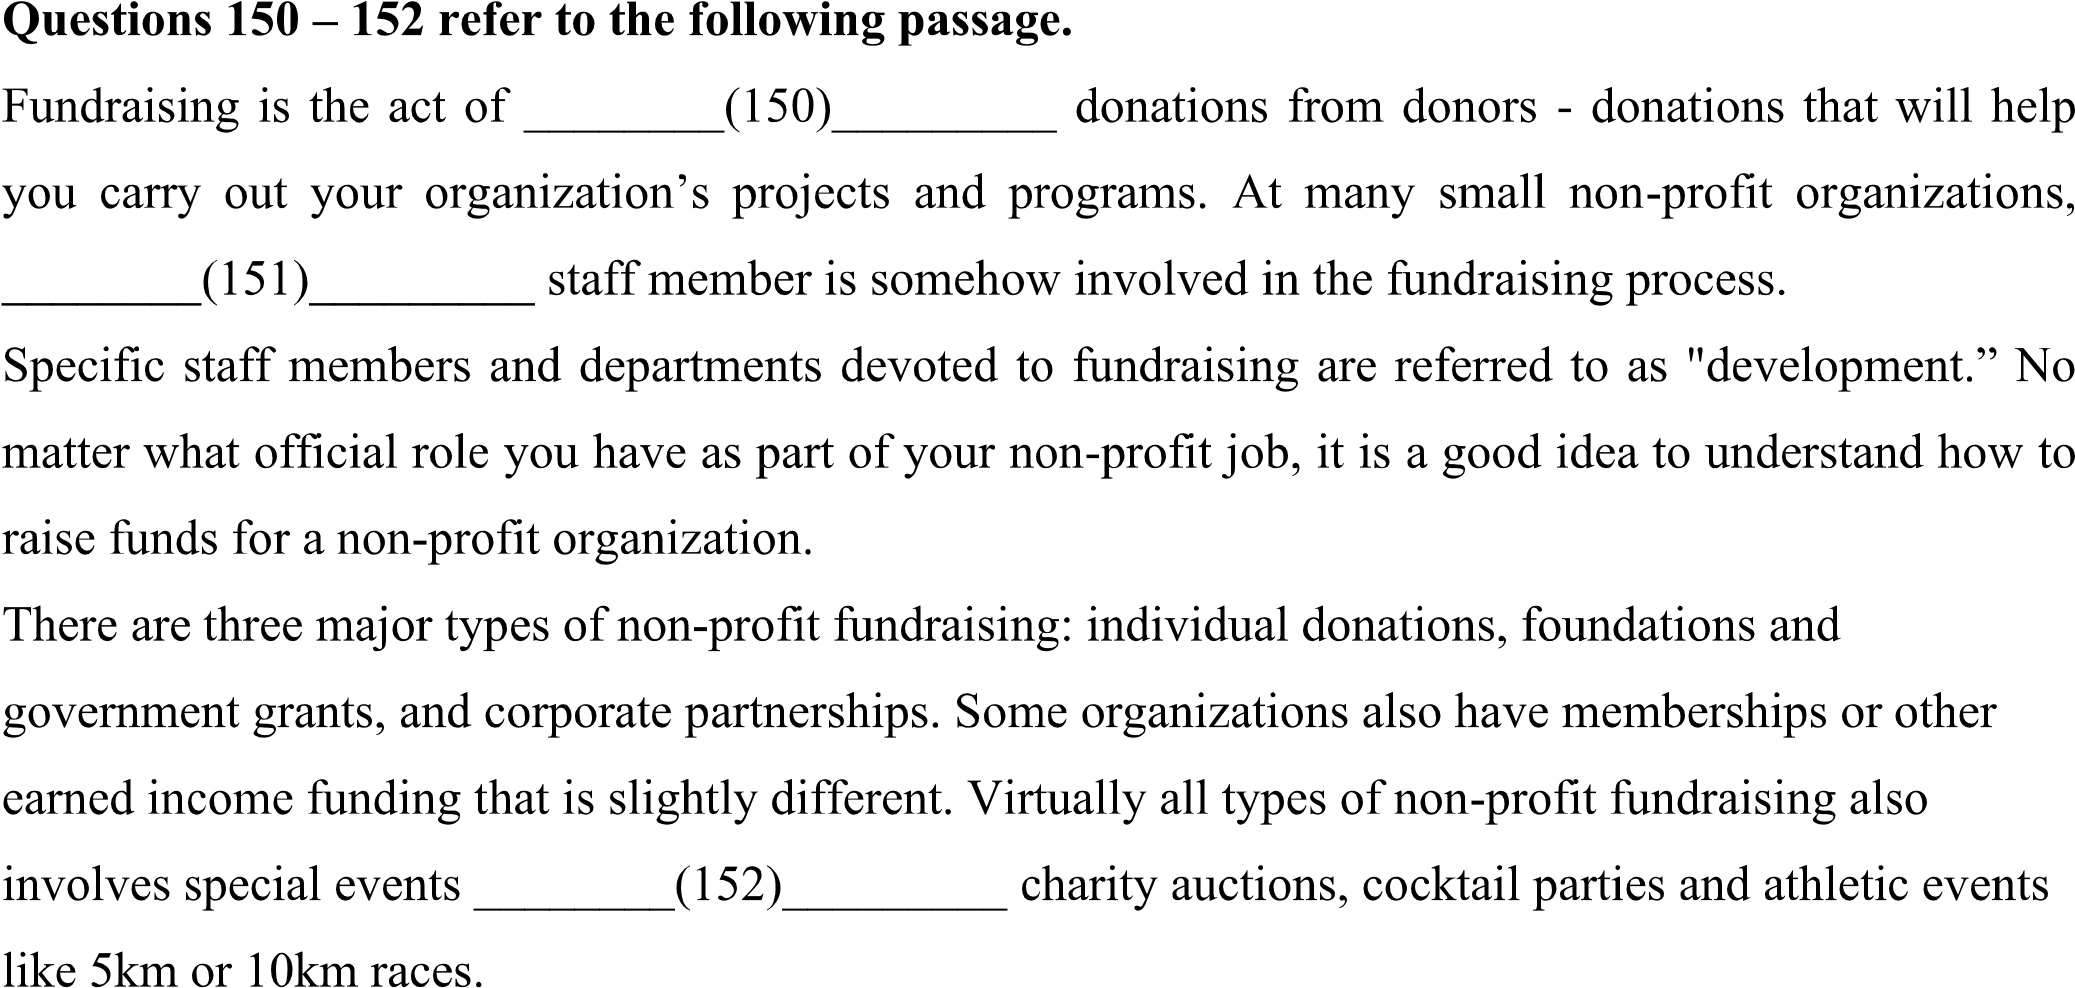 Questions 150 – 152 refer to the following passage.
Fundraising is the act of ________(150)_________ donations from donors - donations that will help
you carry out your organization’s projects and programs. At many small non-profit organizations,
________(151)_________ staff member is somehow involved in the fundraising process.
Specific staff members and departments devoted to fundraising are referred to as "development.” No
matter what official role you have as part of your non-profit job, it is a good idea to understand how to
raise funds for a non-profit organization.
There are three major types of non-profit fundraising: individual donations, foundations and
government grants, and corporate partnerships. Some organizations also have memberships or other
earned income funding that is slightly different. Virtually all types of non-profit fundraising also
involves special events ________(152)_________ charity auctions, cocktail parties and athletic events
like 5km or 10km races.